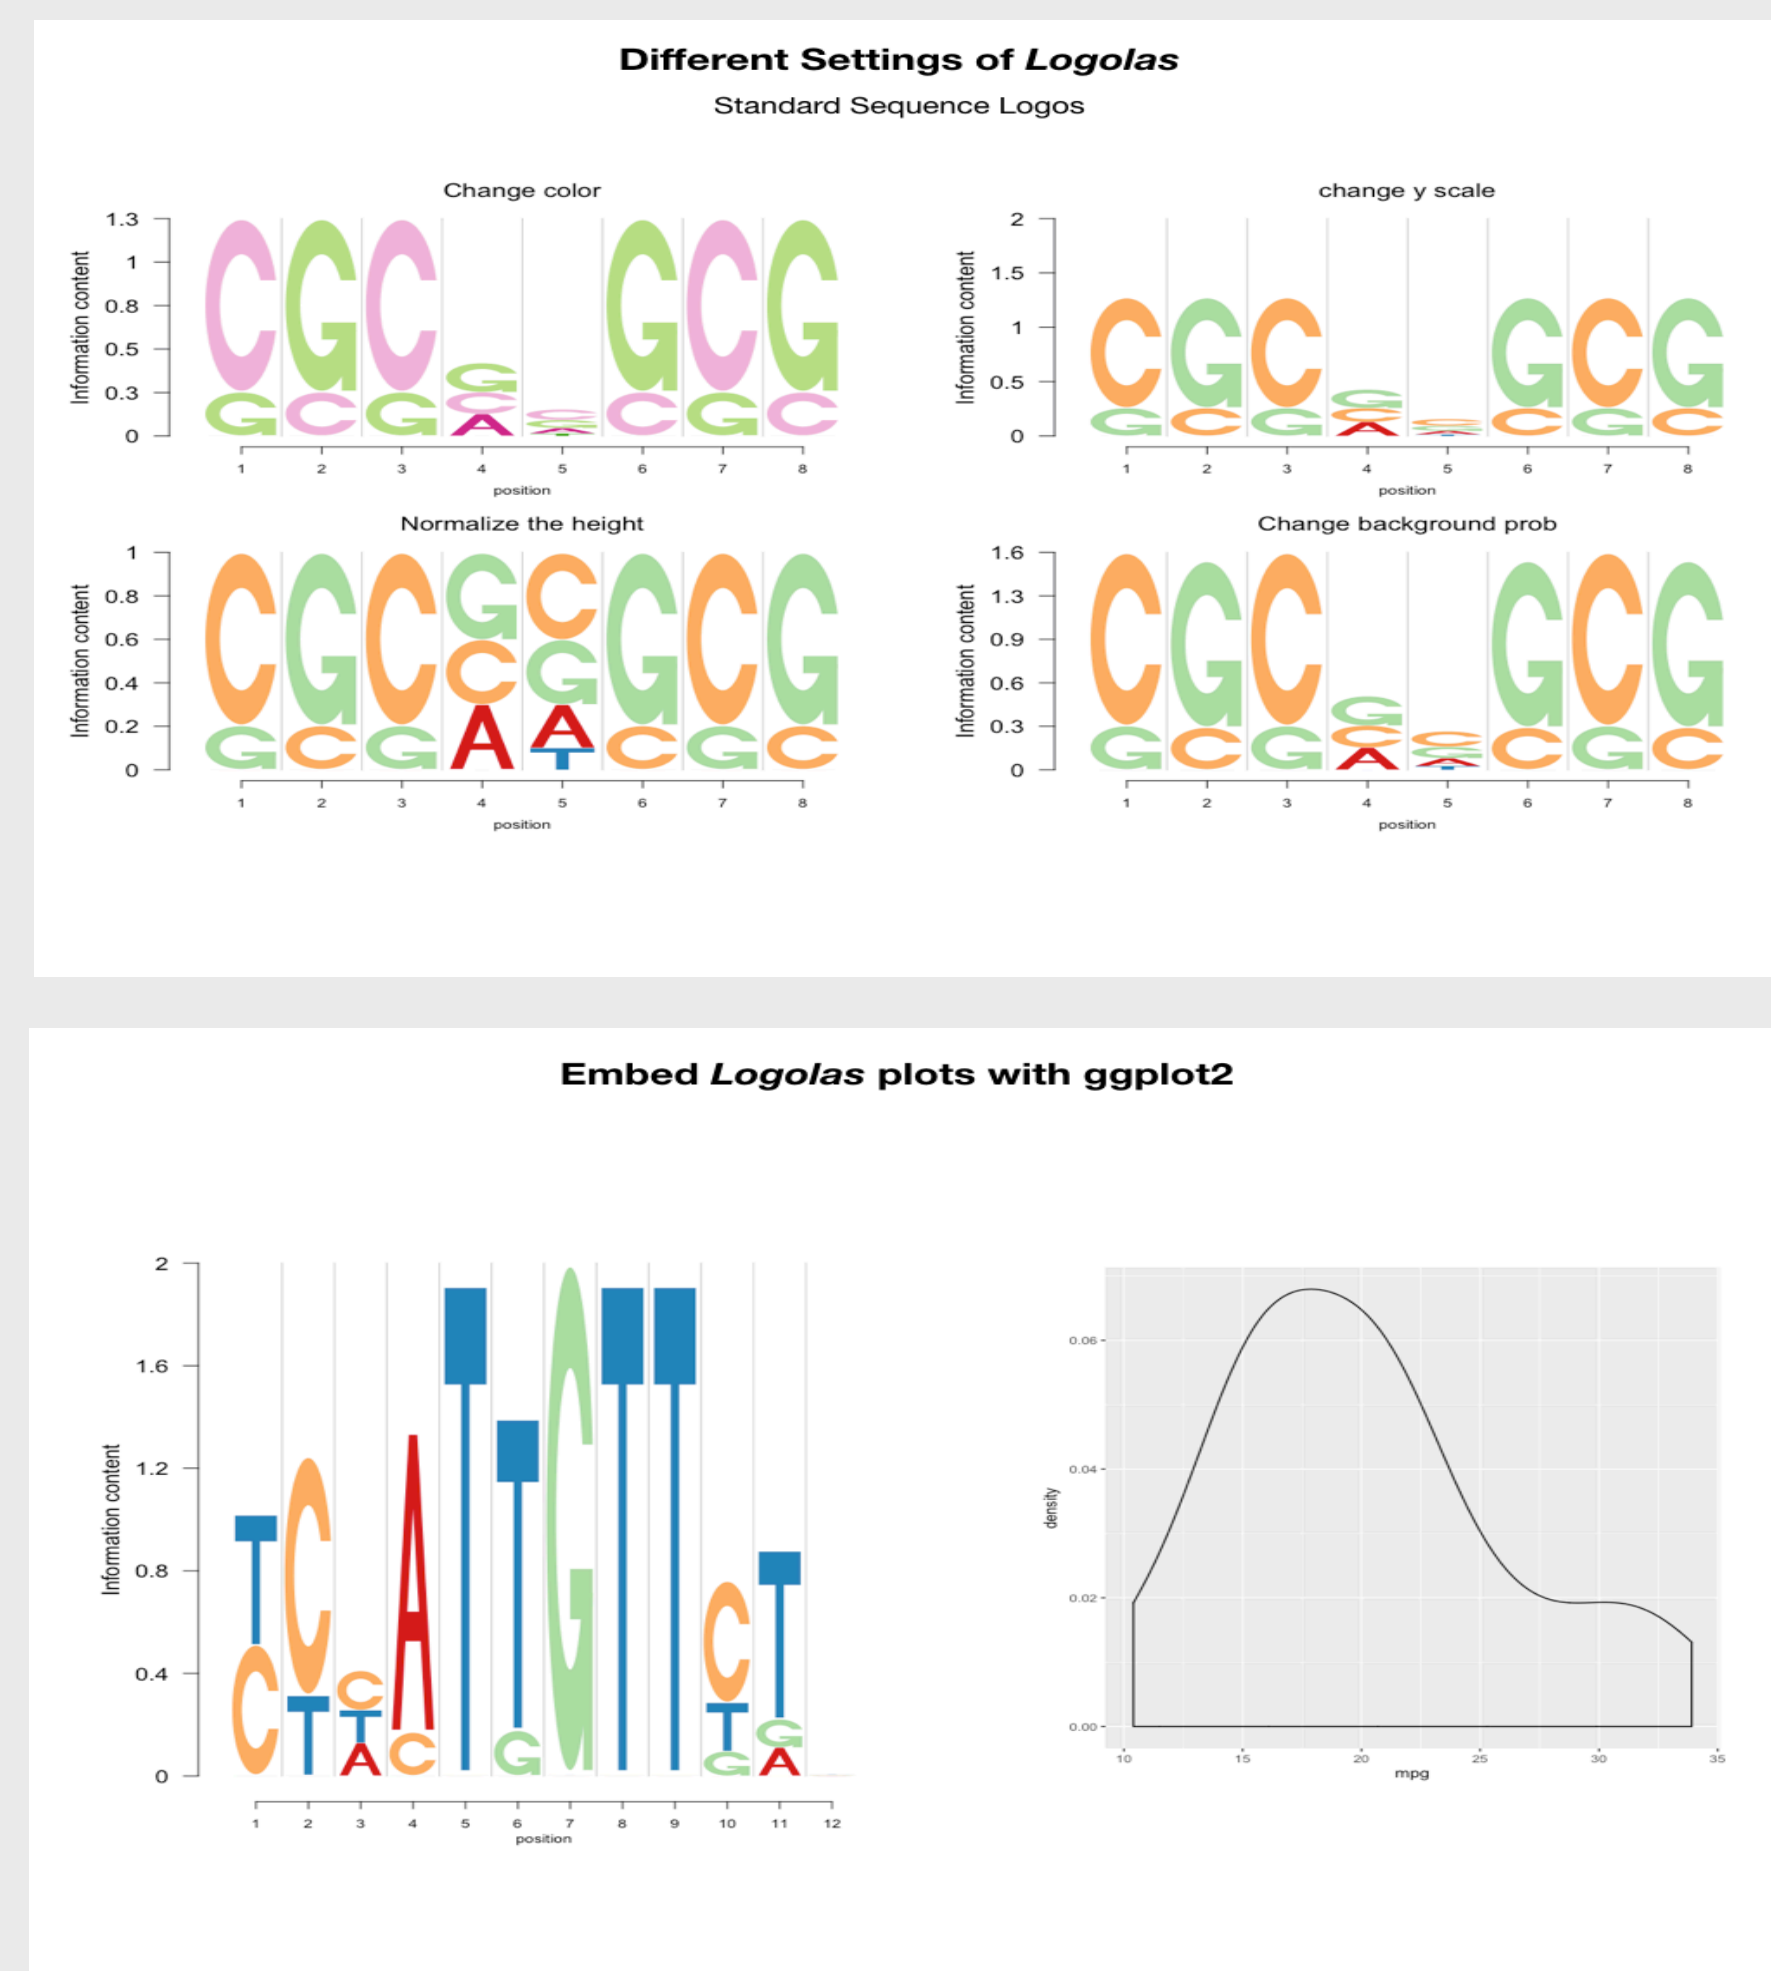 Different Settings of Logolas
Standard Sequence Logos
Change color
Information content
1.3
1
0.8
0.5
0.3
0
C G C G G C G
G C G C A C G T C G C
1 2 3 4 5 6 7 8
position
change y scale
Information content
2
1.5
1
0.5
0
C G C G C G C G
G C G C A G C G C
1 2 3 4 5 6 7 8
position
Normalize the height
Information content
1
0.8
0.6
0.4
0.2
0
C G C G C G C G
C G
G C G A A T C G C
1 2 3 4 5 6 7 8
position
Change background prob
Information content
1.6
1.3
0.9
0.6
0.3
0
C G C G C G C G
G C G C A G A T C G C
1 2 3 4 5 6 7 8
position
Embed Logolas plots with ggplot2
Information content
2
1.6
1.2
0.8
0.4
0
T C C A T T G T T C T
C T T A C G T G G A
1 2 3 4 5 6 7 8 9 10 11 12
position
density
0.06
0.04
0.02
0.00
10 15 20 25 30 35
mpg